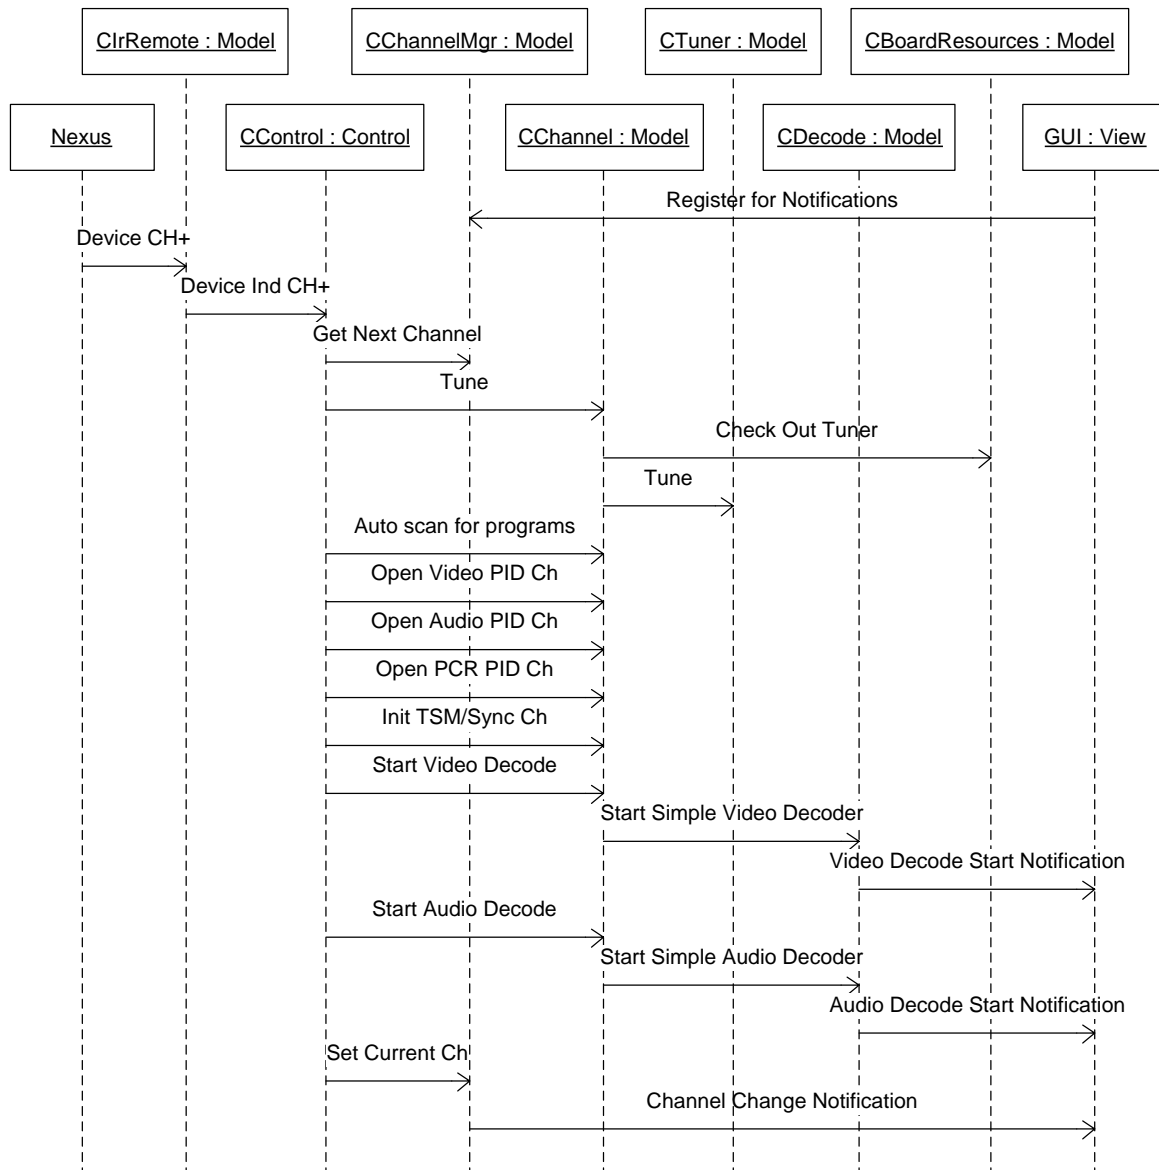 CIrRemote : Model
CChannelMgr : Model
CTuner : Model
CBoardResources : Model
Nexus
CControl : Control
CChannel : Model
CDecode : Model
GUI : View
Register for Notifications
Device CH+
Device Ind CH+
Get Next Channel
Tune
Check Out Tuner
Tune
Auto scan for programs
Open Video PID Ch
Open Audio PID Ch
Open PCR PID Ch
Init TSM/Sync Ch
Start Video Decode
Start Simple Video Decoder
Video Decode Start Notification
Start Audio Decode
Start Simple Audio Decoder
Audio Decode Start Notification
Set Current Ch
Channel Change Notification